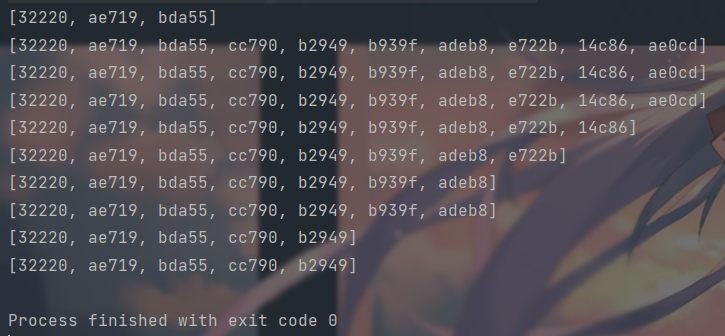 [32220, ae719, bda55]
[32220, ae719, bda55, cc790, b2949, b939f, adeb8, e722b, 14c86, ae0cd]
[32220, ae719, bda55, cc790, b2949, b939f, adeb8, e722b, 14c86, ae0cd]
[32220, ae719, bda55, cc790, b2949, b939f, adeb8, e722b, 14c86, ae0cd]
[32220, ae719, bda55, cc790, b2949, b939f, adeb8, e722b, 14c86]
[32220, ae719, bda55, cc790, b2949, b939f, adeb8, e722b]
[32220, ae719, bda55, cc790, b2949, b939f, adeb8]
[32220, ae719, bda55, cc790, b2949, b939f, adeb8]
[32220, ae719, bda55, cc790, b2949]
[32220, ae719, bda55, cc790, b2949]
Process finished with exit code 0